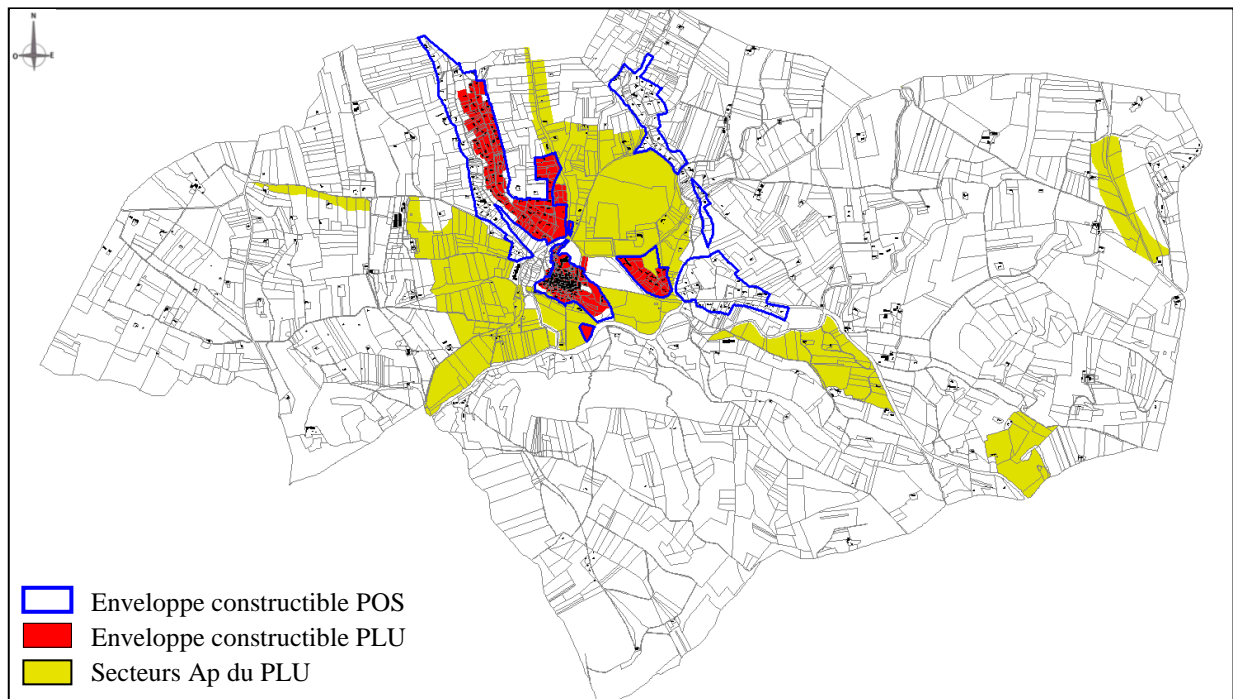 N
O E
Enveloppe constructible POS
Enveloppe constructible PLU
Secteurs Ap du PLU